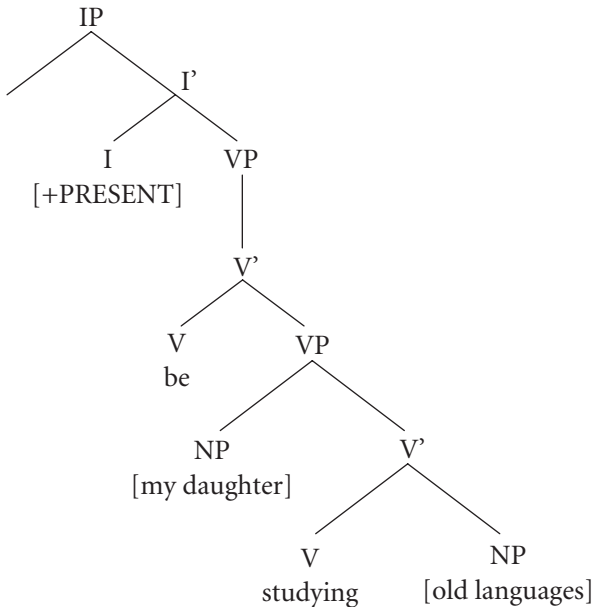 IP
I’
I VP
[+PRESENT]
V’
V VP
be
NP V’
[my daughter]
V NP
studying [old languages]